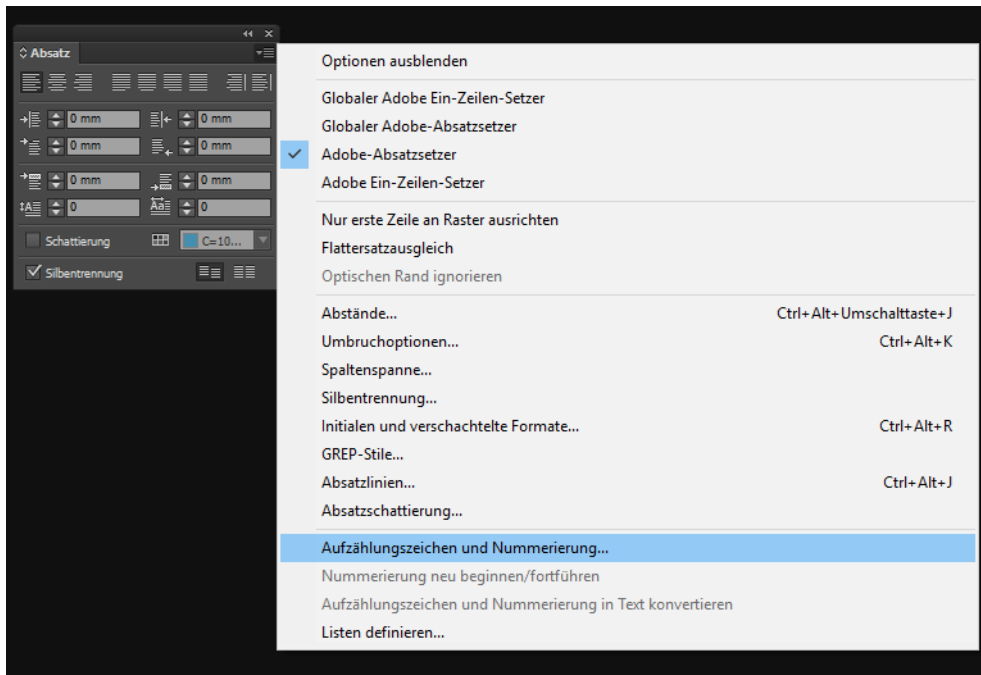 Absatz
0 mm
0 mm
0 mm
0 mm
0 mm
0 mm
0
0
Schattierung
C=10...
Silbentrennung
Optionen ausblenden
Globaler Adobe Ein-Zeilen-Setzer
Globaler Adobe-Absatzsetzer
Adobe-Absatzsetzer
Adobe Ein-Zeilen-Setzer
Nur erste Zeile an Raster ausrichten
Flattersatzausgleich
Optischen Rand ignorieren
Abstände... Ctrl+Alt+Umschalttaste+J
Umbruchoptionen... Ctrl+Alt+K
Spaltenspanne...
Silbentrennung...
Initialen und verschachtelte Formate... Ctrl+Alt+R
GREP-Stile...
Absatzlinien... Ctrl+Alt+J
Absatzschattierung...
Aufzählungszeichen und Nummerierung...
Nummerierung neu beginnen/fortführen
Aufzählungszeichen und Nummerierung in Text konvertieren
Listen definieren...